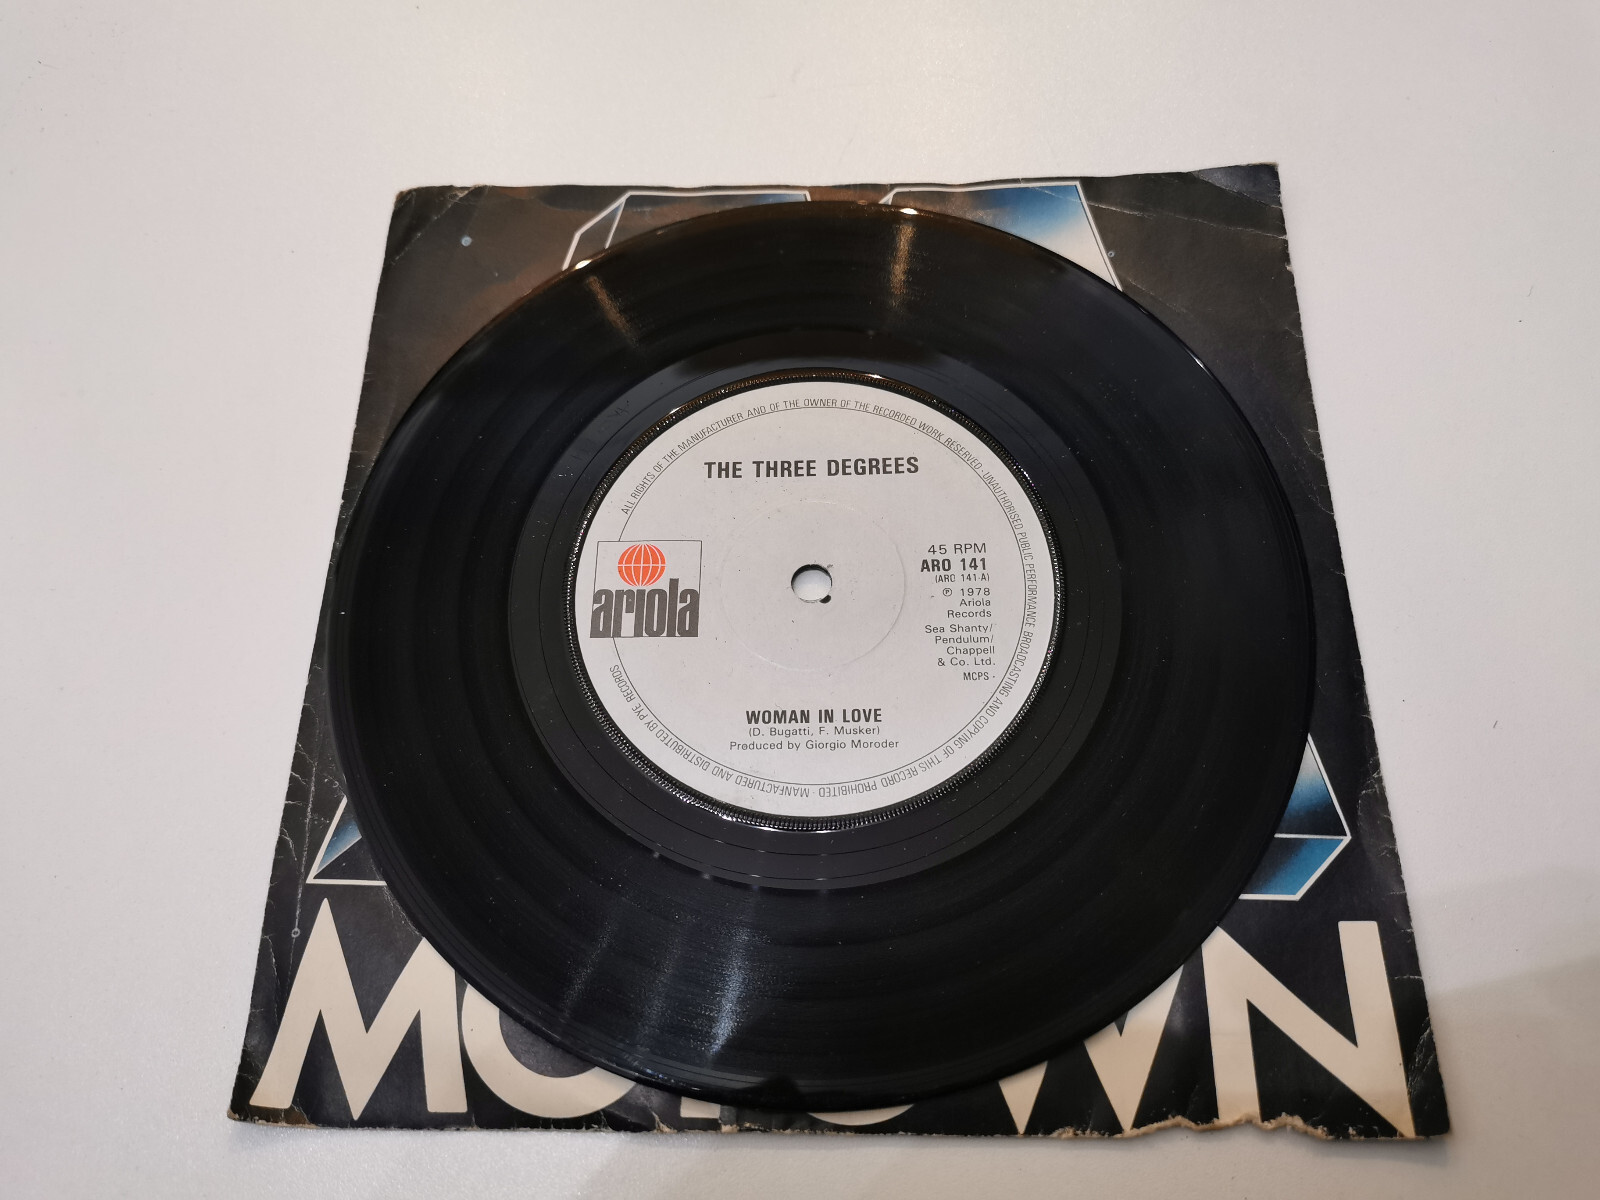 ALL RIGHTS OF THE MANUFACTURER AND OF THE OWNER OF THE RECORDED WORK RESERVED · UNAUTHORISED PUBLIC PERFORMANCE BROADCASTING AND COPYING OF THIS RECORD PROHIBITED · MANFACTURED AND DISTRIBUTED BY PYE RECORDS
THE THREE DEGREES
ariola
45 RPM
ARO 141
(ARO 141-A)
℗ 1978
Ariola
Records
Sea Shanty/
Pendulum/
Chappell
& Co. Ltd.
MCPS ·
WOMAN IN LOVE
(D. Bugatti, F. Musker)
Produced by Giorgio Moroder
MOTOWN